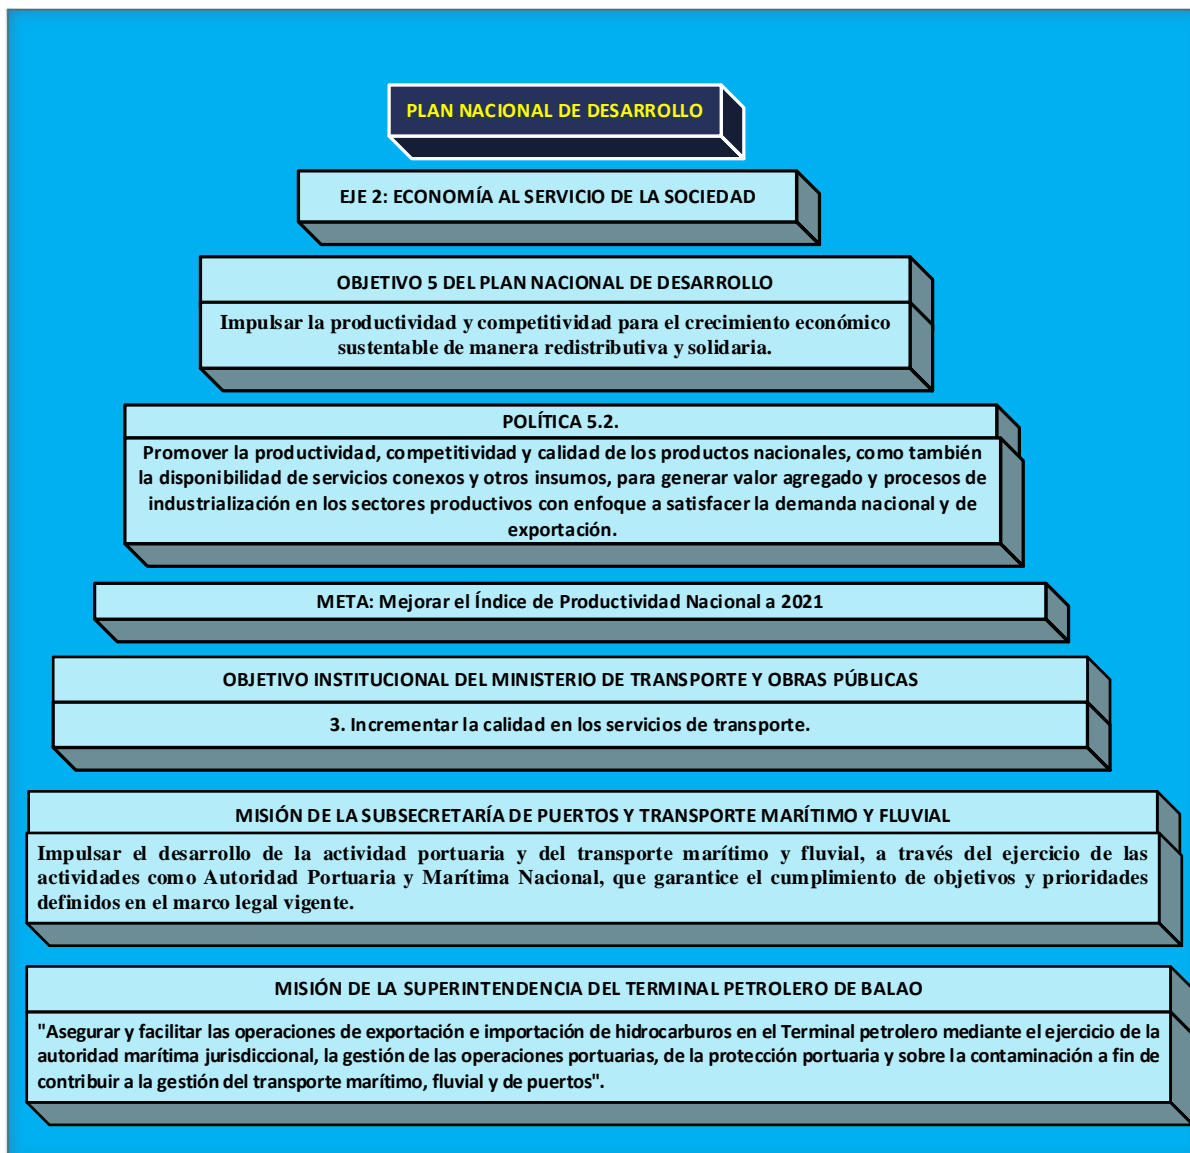 PLAN NACIONAL DE DESARROLLO
EJE 2: ECONOMÍA AL SERVICIO DE LA SOCIEDAD
OBJETIVO 5 DEL PLAN NACIONAL DE DESARROLLO
Impulsar la productividad y competitividad para el crecimiento económico
sustentable de manera redistributiva y solidaria.
POLÍTICA 5.2.
Promover la productividad, competitividad y calidad de los productos nacionales, como también
la disponibilidad de servicios conexos y otros insumos, para generar valor agregado y procesos de
industrialización en los sectores productivos con enfoque a satisfacer la demanda nacional y de
exportación.
META: Mejorar el Índice de Productividad Nacional a 2021
OBJETIVO INSTITUCIONAL DEL MINISTERIO DE TRANSPORTE Y OBRAS PÚBLICAS
3. Incrementar la calidad en los servicios de transporte.
MISIÓN DE LA SUBSECRETARÍA DE PUERTOS Y TRANSPORTE MARÍTIMO Y FLUVIAL
Impulsar el desarrollo de la actividad portuaria y del transporte marítimo y fluvial, a través del ejercicio de las
actividades como Autoridad Portuaria y Marítima Nacional, que garantice el cumplimiento de objetivos y prioridades
definidos en el marco legal vigente.
MISIÓN DE LA SUPERINTENDENCIA DEL TERMINAL PETROLERO DE BALAO
"Asegurar y facilitar las operaciones de exportación e importación de hidrocarburos en el Terminal petrolero mediante el ejercicio de la
autoridad marítima jurisdiccional, la gestión de las operaciones portuarias, de la protección portuaria y sobre la contaminación a fin de
contribuir a la gestión del transporte marítimo, fluvial y de puertos".